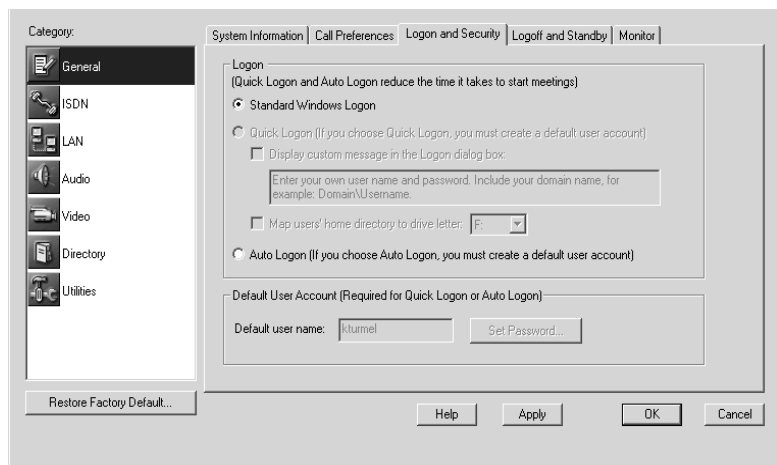 Category:
General
ISDN
LAN
Audio
Video
Directory
Utilities
Restore Factory Default...
System Information
Call Preferences
Logon and Security
Logoff and Standby
Monitor
Logon
(Quick Logon and Auto Logon reduce the time it takes to start meetings)
Standard Windows Logon
Quick Logon (If you choose Quick Logon, you must create a default user account)
Display custom message in the Logon dialog box:
Enter your own user name and password. Include your domain name, for
example: Domain\Username.
Map users' home directory to drive letter: F:
Auto Logon (If you choose Auto Logon, you must create a default user account)
Default User Account (Required for Quick Logon or Auto Logon)
Default user name: kturmel Set Password...
Help Apply OK Cancel